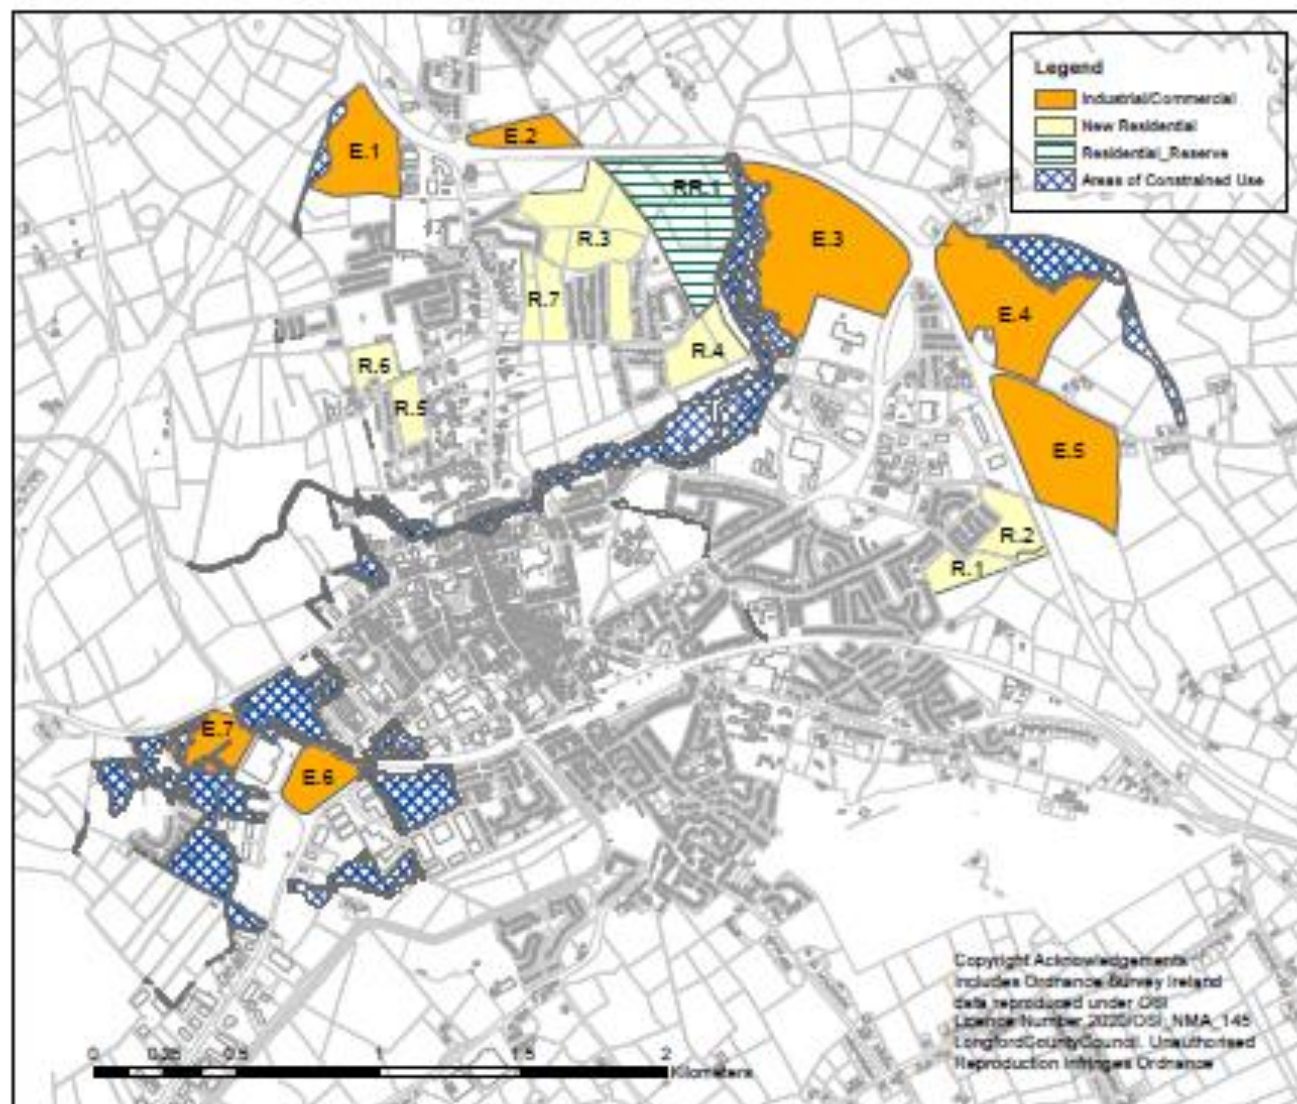 Legend
Industrial/Commercial
New Residential
Residential_Reserve
Areas of Constrained Use
E.1
E.2
RR.1
R.3
E.3
R.7
E.4
R.4
R.6
R.5
E.5
R.2
R.1
E.7
E.6
Copyright Acknowledgements
Includes Ordnance Survey Ireland
data reproduced under OSI
Licence Number 2020/OSI_NMA_145
LongfordCountyCouncil. Unauthorised
Reproduction Infringes Ordnance
0 0.25 0.5 1 1.5 2
Kilometers